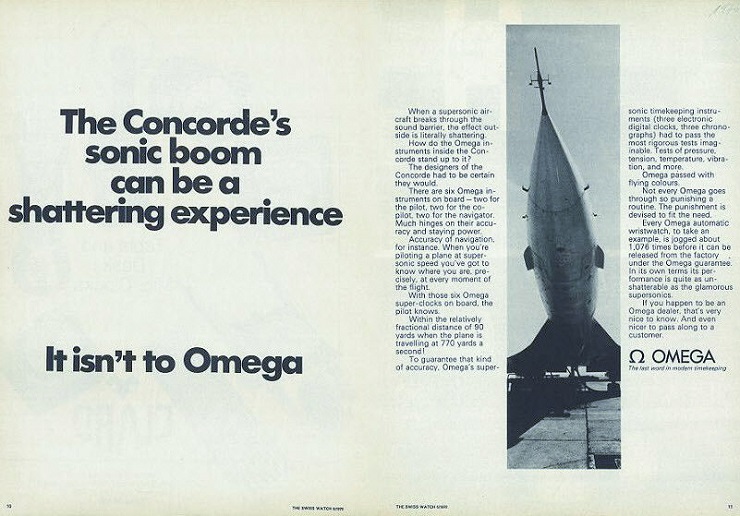 The Concorde's
sonic boom
can be a
shattering experience
It isn't to Omega
When a supersonic air-
craft breaks through the
sound barrier, the effect out-
side is literally shattering.
How do the Omega in-
struments inside the Con-
corde stand up to it?
The designers of the
Concorde had to be certain
they would.
There are six Omega in-
struments on board — two for
the pilot, two for the co-
pilot, two for the navigator.
Much hinges on their accu-
racy and staying power.
Accuracy of navigation,
for instance. When you're
piloting a plane at super-
sonic speed you've got to
know where you are, pre-
cisely, at every moment of
the flight.
With those six Omega
super-clocks on board, the
pilot knows.
Within the relatively
fractional distance of 90
yards when the plane is
travelling at 770 yards a
second!
To guarantee that kind
of accuracy, Omega's super-
sonic timekeeping instru-
ments (three electronic
digital clocks, three chrono-
graphs) had to pass the
most rigorous tests imag-
inable. Tests of pressure,
tension, temperature, vibra-
tion, and more.
Omega passed with
flying colours.
Not every Omega goes
through so punishing a
routine. The punishment is
devised to fit the need.
Every Omega automatic
wristwatch, to take an
example, is jogged about
1,076 times before it can be
released from the factory
under the Omega guarantee.
In its own terms its per-
formance is quite as un-
shatterable as the glamorous
supersonics.
If you happen to be an
Omega dealer, that's very
nice to know. And even
nicer to pass along to a
customer.
Ω OMEGA
The last word in modern timekeeping
THE SWISS WATCH
THE SWISS WATCH
11